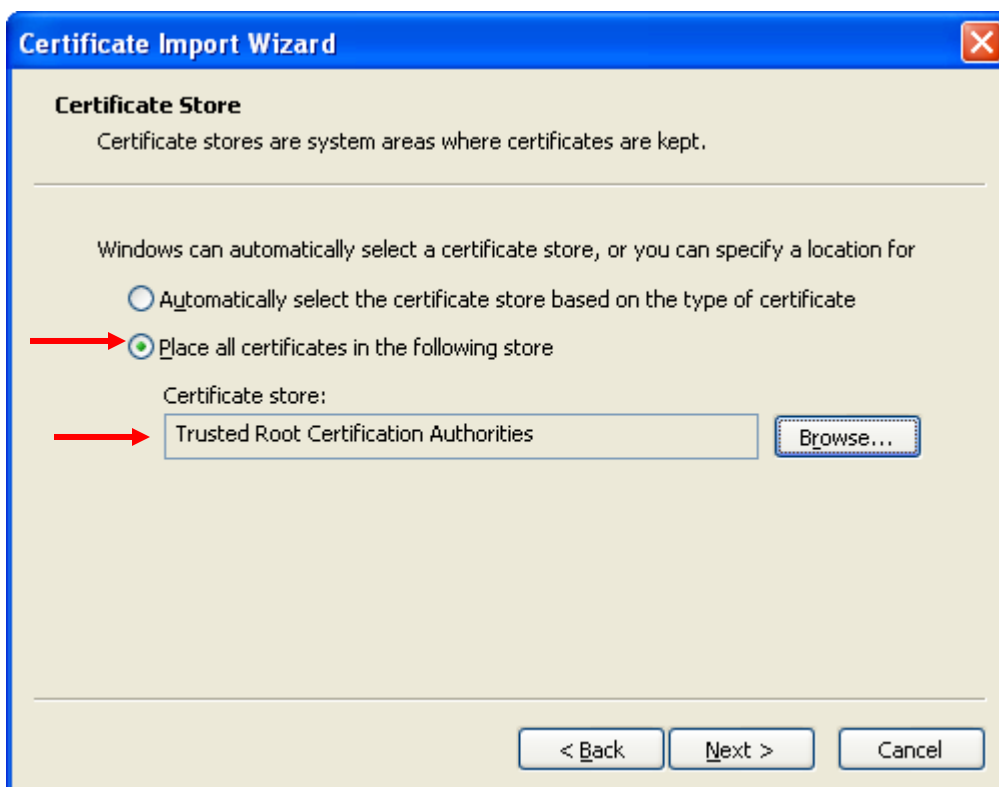 Certificate Import Wizard
Certificate Store
Certificate stores are system areas where certificates are kept.
Windows can automatically select a certificate store, or you can specify a location for
Automatically select the certificate store based on the type of certificate
Place all certificates in the following store
Certificate store:
Trusted Root Certification Authorities
Browse...
< Back
Next >
Cancel